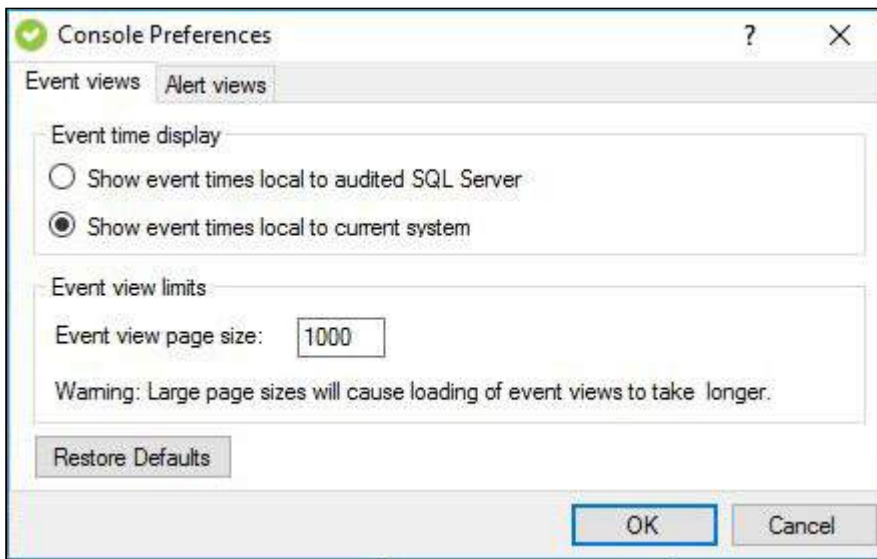 Console Preferences
?
Event views
Alert views
Event time display
Show event times local to audited SQL Server
Show event times local to current system
Event view limits
Event view page size: 1000
Warning: Large page sizes will cause loading of event views to take longer.
Restore Defaults
OK
Cancel